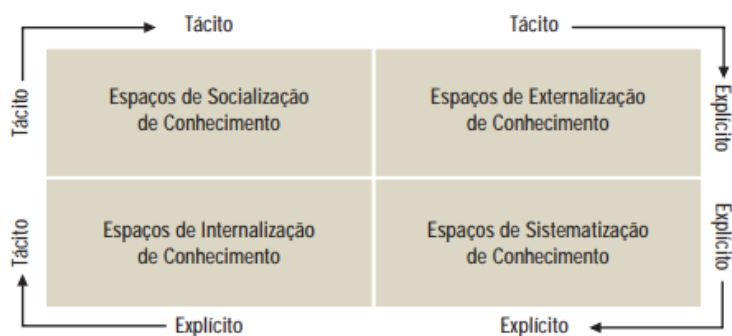 Tácito
Tácito
Tácito
Espaços de Socialização
de Conhecimento
Espaços de Externalização
de Conhecimento
Explícito
Tácito
Espaços de Internalização
de Conhecimento
Espaços de Sistematização
de Conhecimento
Explícito
Explícito
Explícito